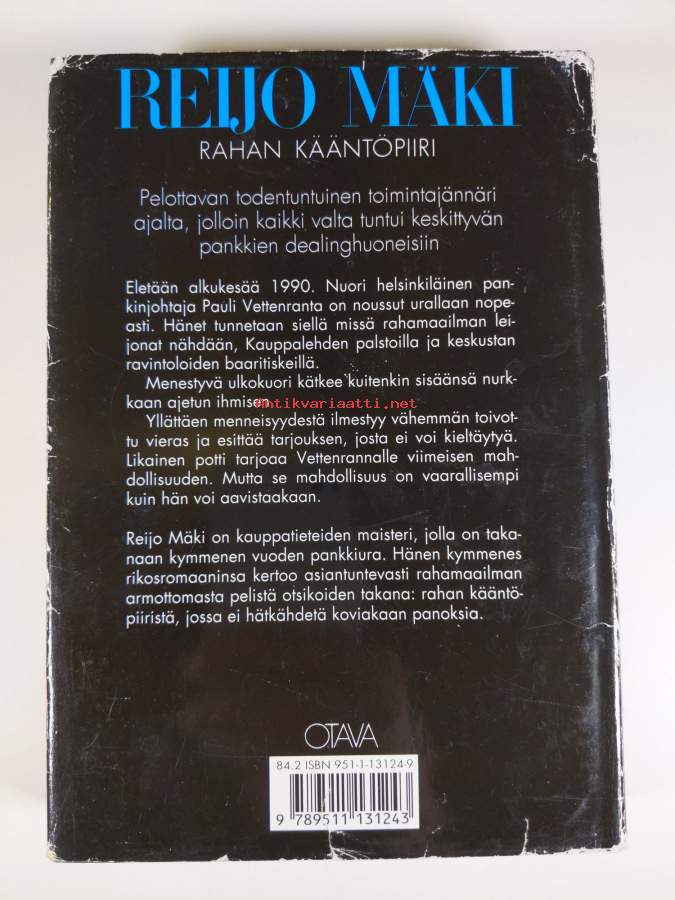 REIJO MÄKI
RAHAN KÄÄNTÖPIIRI
Pelottavan todentuntuinen toimintajännäri
ajalta, jolloin kaikki valta tuntui keskittyvän
pankkien dealinghuoneisiin
Eletään alkukesää 1990. Nuori helsinkiläinen pan-
kinjohtaja Pauli Vettenranta on noussut urallaan nope-
asti. Hänet tunnetaan siellä missä rahamaailman lei-
jonat nähdään, Kauppalehden palstoilla ja keskustan
ravintoloiden baaritiskeillä.
Menestyvä ulkokuori kätkee kuitenkin sisäänsä nurk-
kaan ajetun ihmisen.
Antikvariaatti.net
Yllättäen menneisyydestä ilmestyy vähemmän toivot-
tu vieras ja esittää tarjouksen, josta ei voi kieltäytyä.
Likainen potti tarjoaa Vettenrannalle viimeisen mah-
dollisuuden. Mutta se mahdollisuus on vaarallisempi
kuin hän voi aavistaakaan.
Reijo Mäki on kauppatieteiden maisteri, jolla on taka-
naan kymmenen vuoden pankkiura. Hänen kymmenes
rikosromaaninsa kertoo asiantuntevasti rahamaailman
armottomasta pelistä otsikoiden takana: rahan kääntö-
piiristä, jossa ei hätkähdetä koviakaan panoksia.
OTAVA
84.2 ISBN 951-1-13124-9
9 789511 131243